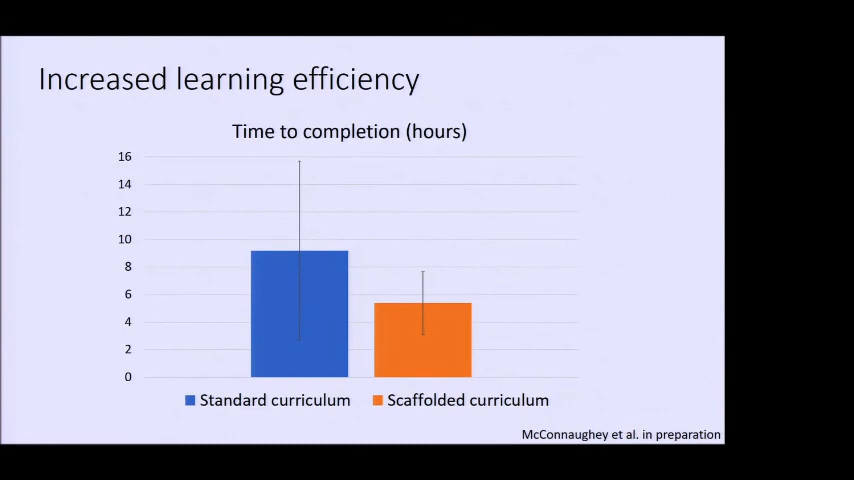 Increased learning efficiency
Time to completion (hours)
16
14
12
10
8
6
4
2
0
Standard curriculum
Scaffolded curriculum
McConnaughey et al. in preparation